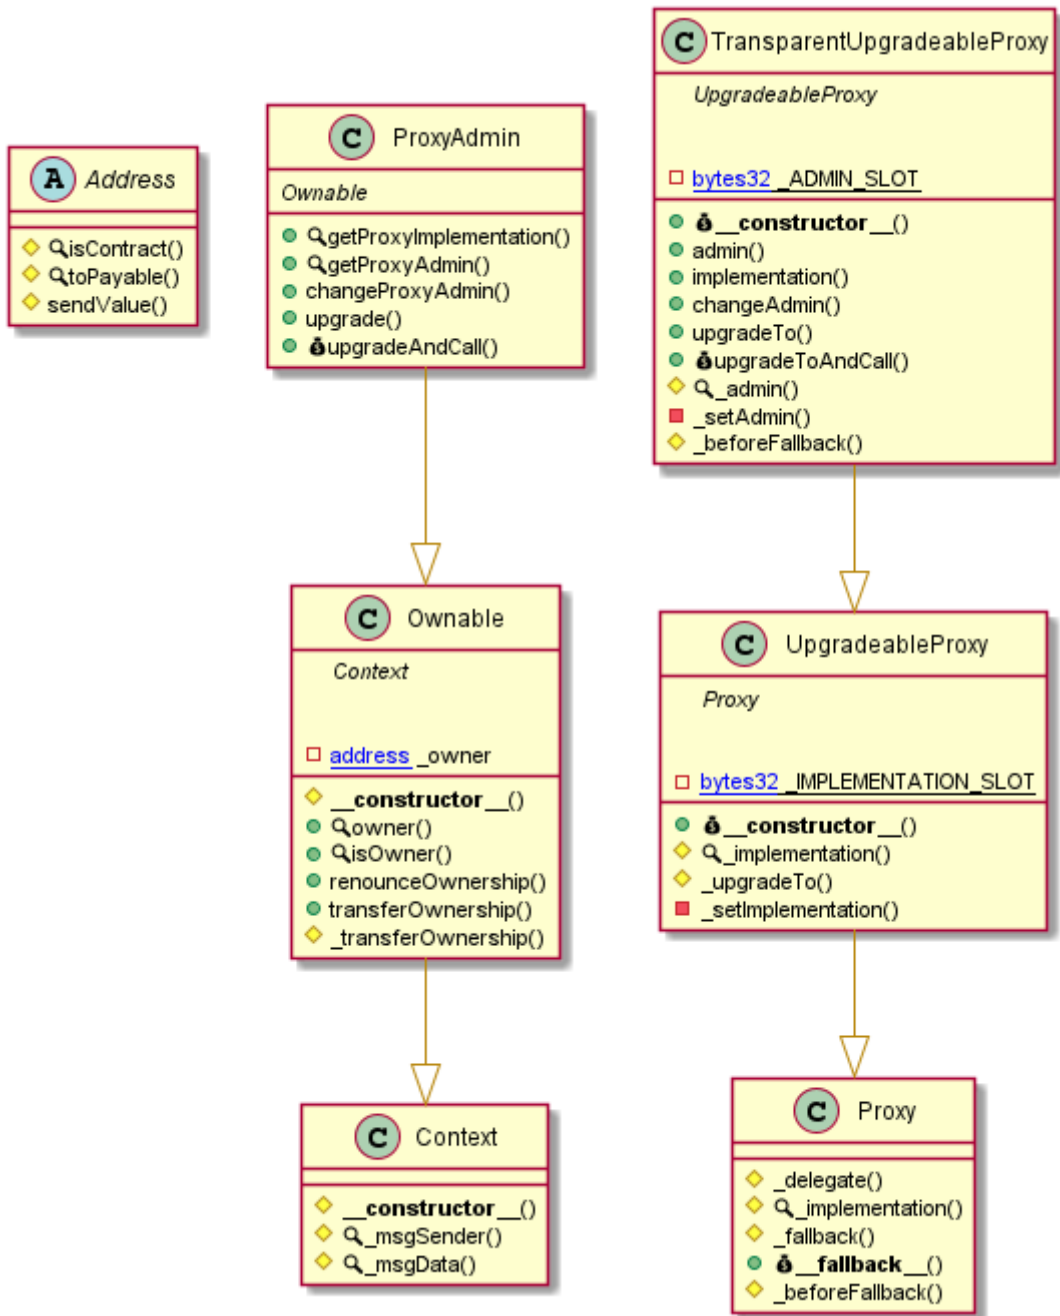 A Address
isContract()
toPayable()
sendValue()
C ProxyAdmin
Ownable
getProxyImplementation()
getProxyAdmin()
changeProxyAdmin()
upgrade()
upgradeAndCall()
C TransparentUpgradeableProxy
UpgradeableProxy
bytes32 _ADMIN_SLOT
__constructor__()
admin()
implementation()
changeAdmin()
upgradeTo()
upgradeToAndCall()
_admin()
_setAdmin()
_beforeFallback()
C Ownable
Context
address _owner
__constructor__()
owner()
isOwner()
renounceOwnership()
transferOwnership()
_transferOwnership()
C UpgradeableProxy
Proxy
bytes32 _IMPLEMENTATION_SLOT
__constructor__()
_implementation()
_upgradeTo()
_setImplementation()
C Context
__constructor__()
_msgSender()
_msgData()
C Proxy
_delegate()
_implementation()
_fallback()
__fallback__()
_beforeFallback()